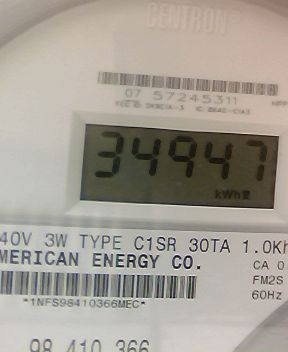 CENTRON®
07 57245311
34947
kWh
40V 3W TYPE C1SR 30TA 1.0Kh
MERICAN ENERGY CO.
CA 0
FM2S
60Hz
*1NFS98410366MEC*
98 410 366